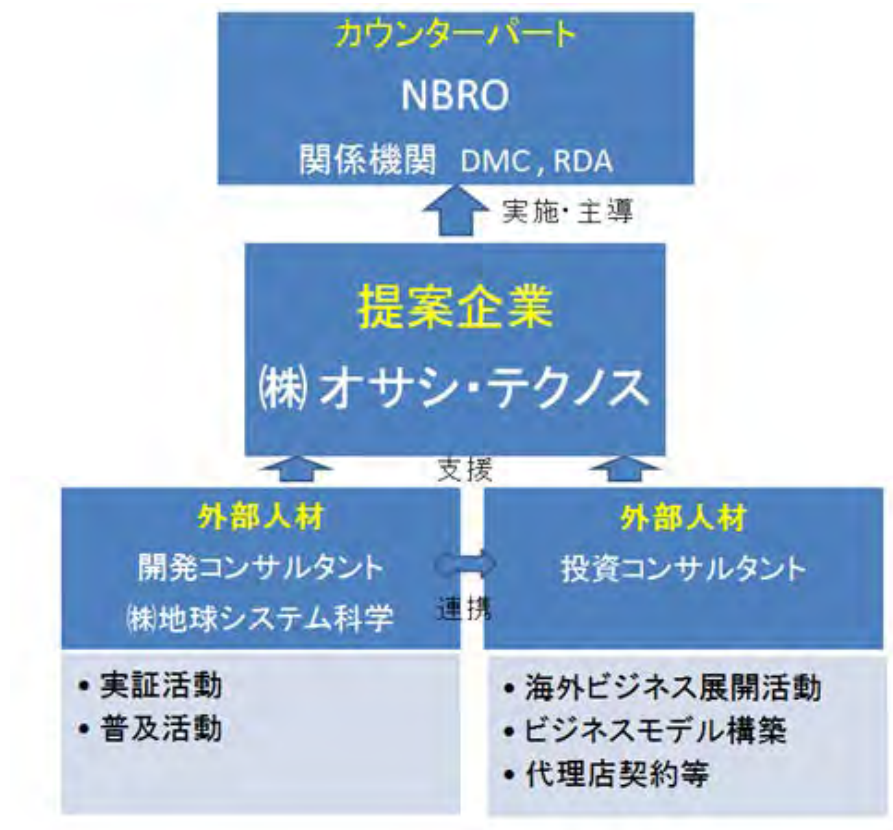 カウンターパート
NBRO
関係機関 DMC , RDA
実施・主導
提案企業
㈱オサシ・テクノス
支援
外部人材
開発コンサルタント
㈱地球システム科学
連携
外部人材
投資コンサルタント
• 実証活動
• 普及活動
• 海外ビジネス展開活動
• ビジネスモデル構築
• 代理店契約等